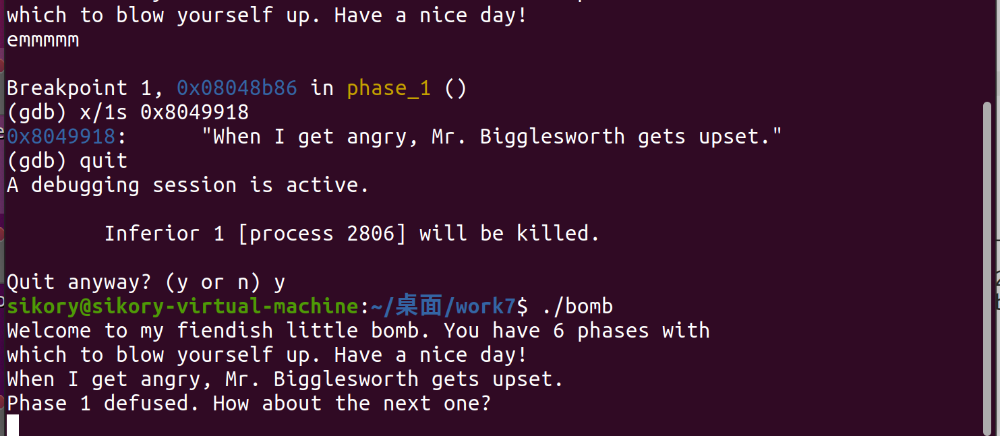 which to blow yourself up. Have a nice day!
emmmmm
Breakpoint 1, 0x08048b86 in phase_1 ()
(gdb) x/1s 0x8049918
0x8049918:      "When I get angry, Mr. Bigglesworth gets upset."
(gdb) quit
A debugging session is active.
Inferior 1 [process 2806] will be killed.
Quit anyway? (y or n) y
sikory@sikory-virtual-machine:~/桌面/work7$ ./bomb
Welcome to my fiendish little bomb. You have 6 phases with
which to blow yourself up. Have a nice day!
When I get angry, Mr. Bigglesworth gets upset.
Phase 1 defused. How about the next one?